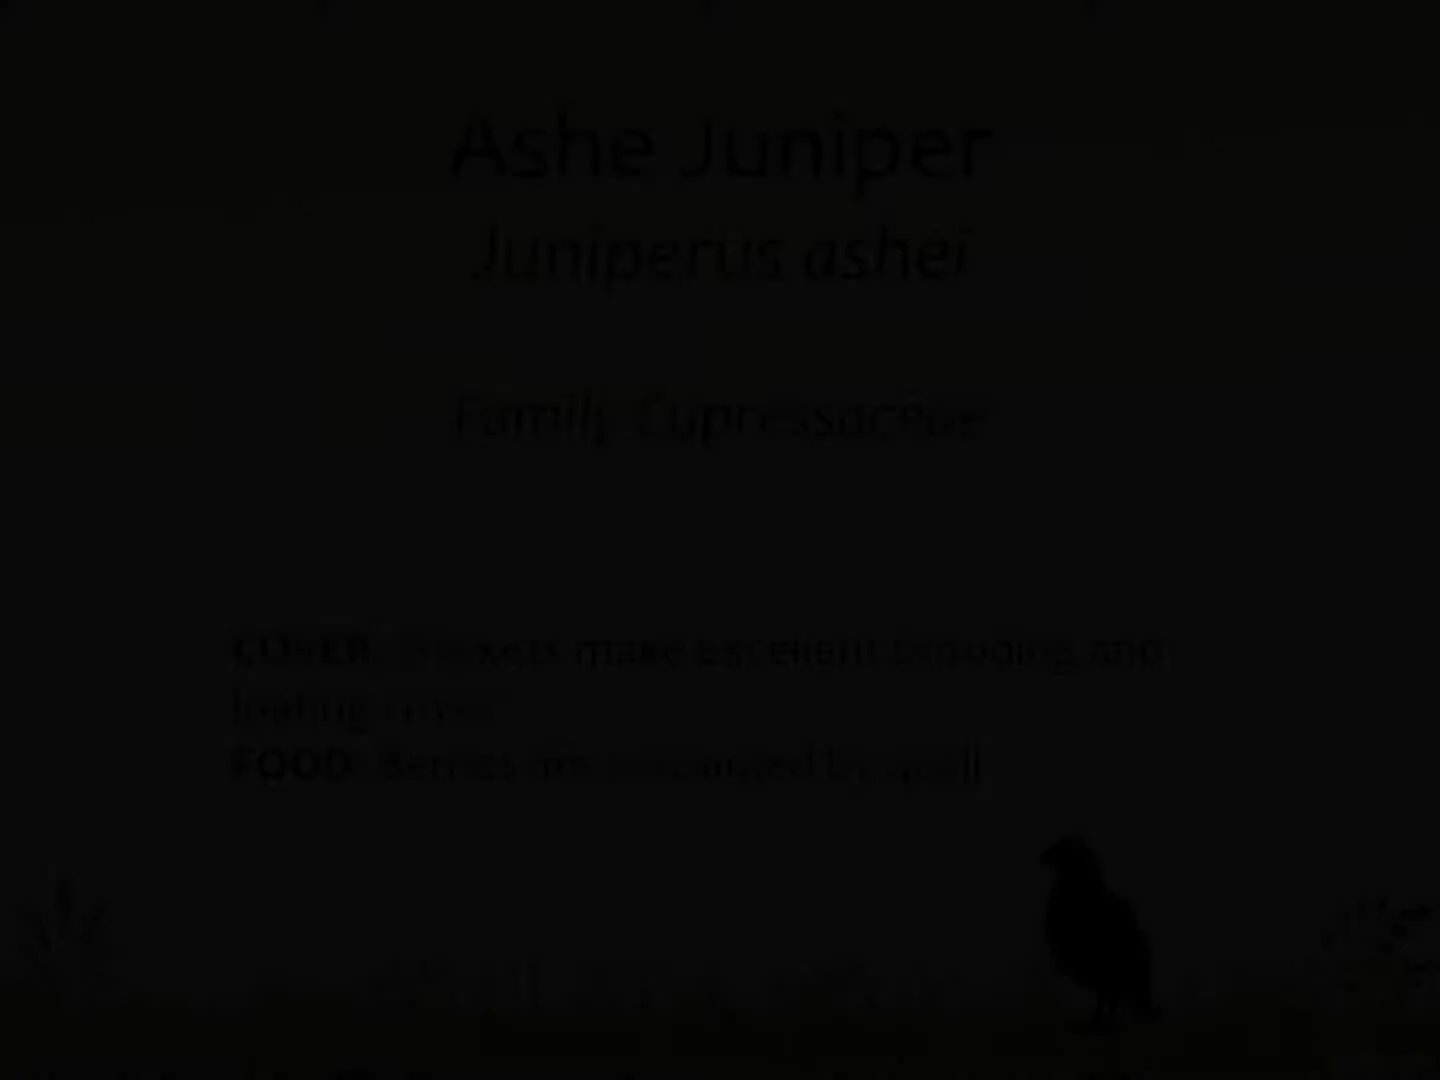 Ashe Juniper
Juniperus ashei
Family Cupressaceae
COVER: Thickets make excellent brooding and
loafing cover
FOOD: Berries are consumed by quail